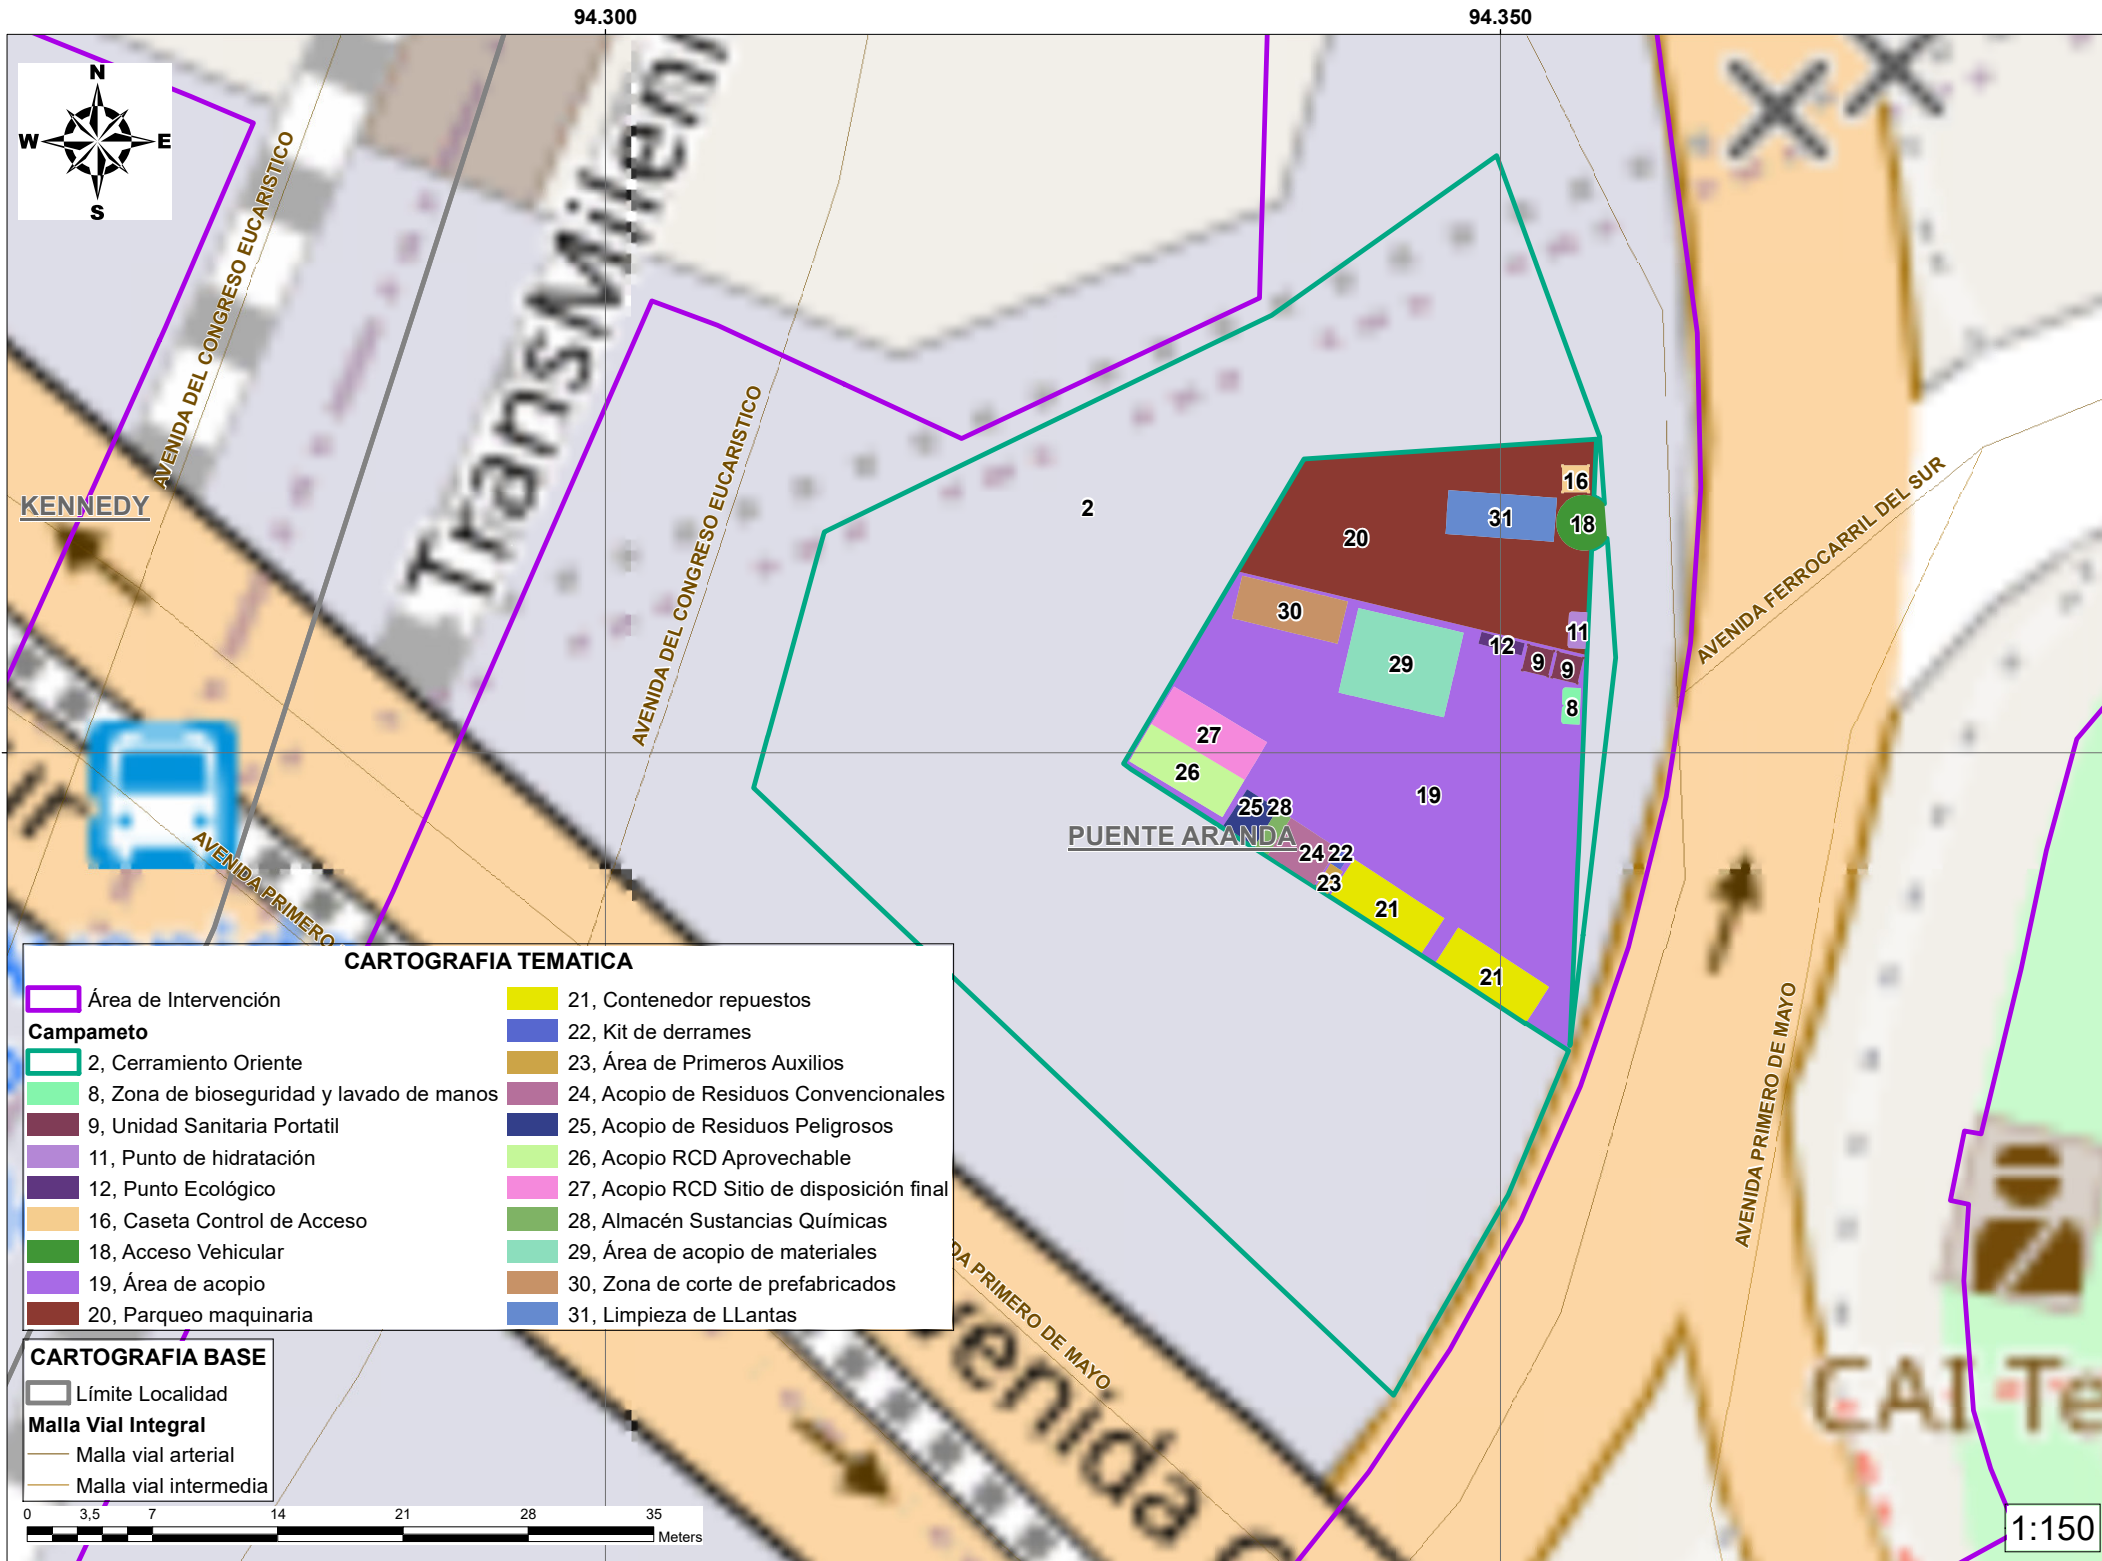 94.300
94.350
N
W
E
S
TransMileni
AVENIDA DEL CONGRESO EUCARISTICO
AVENIDA DEL CONGRESO EUCARISTICO
KENNEDY
2
16
31
18
20
AVENIDA FERROCARRIL DEL SUR
30
11
12
9
9
29
8
27
26
19
25
28
PUENTE ARANDA
24
22
23
21
21
AVENIDA PRIMERO
AVENIDA PRIMERO DE MAYO
DA PRIMERO DE MAYO
venida
CAI Te
CARTOGRAFIA TEMATICA
Área de Intervención
Campameto
2, Cerramiento Oriente
8, Zona de bioseguridad y lavado de manos
9, Unidad Sanitaria Portatil
11, Punto de hidratación
12, Punto Ecológico
16, Caseta Control de Acceso
18, Acceso Vehicular
19, Área de acopio
20, Parqueo maquinaria
21, Contenedor repuestos
22, Kit de derrames
23, Área de Primeros Auxilios
24, Acopio de Residuos Convencionales
25, Acopio de Residuos Peligrosos
26, Acopio RCD Aprovechable
27, Acopio RCD Sitio de disposición final
28, Almacén Sustancias Químicas
29, Área de acopio de materiales
30, Zona de corte de prefabricados
31, Limpieza de LLantas
CARTOGRAFIA BASE
Límite Localidad
Malla Vial Integral
Malla vial arterial
Malla vial intermedia
0 3,5 7 14 21 28 35
Meters
1:150